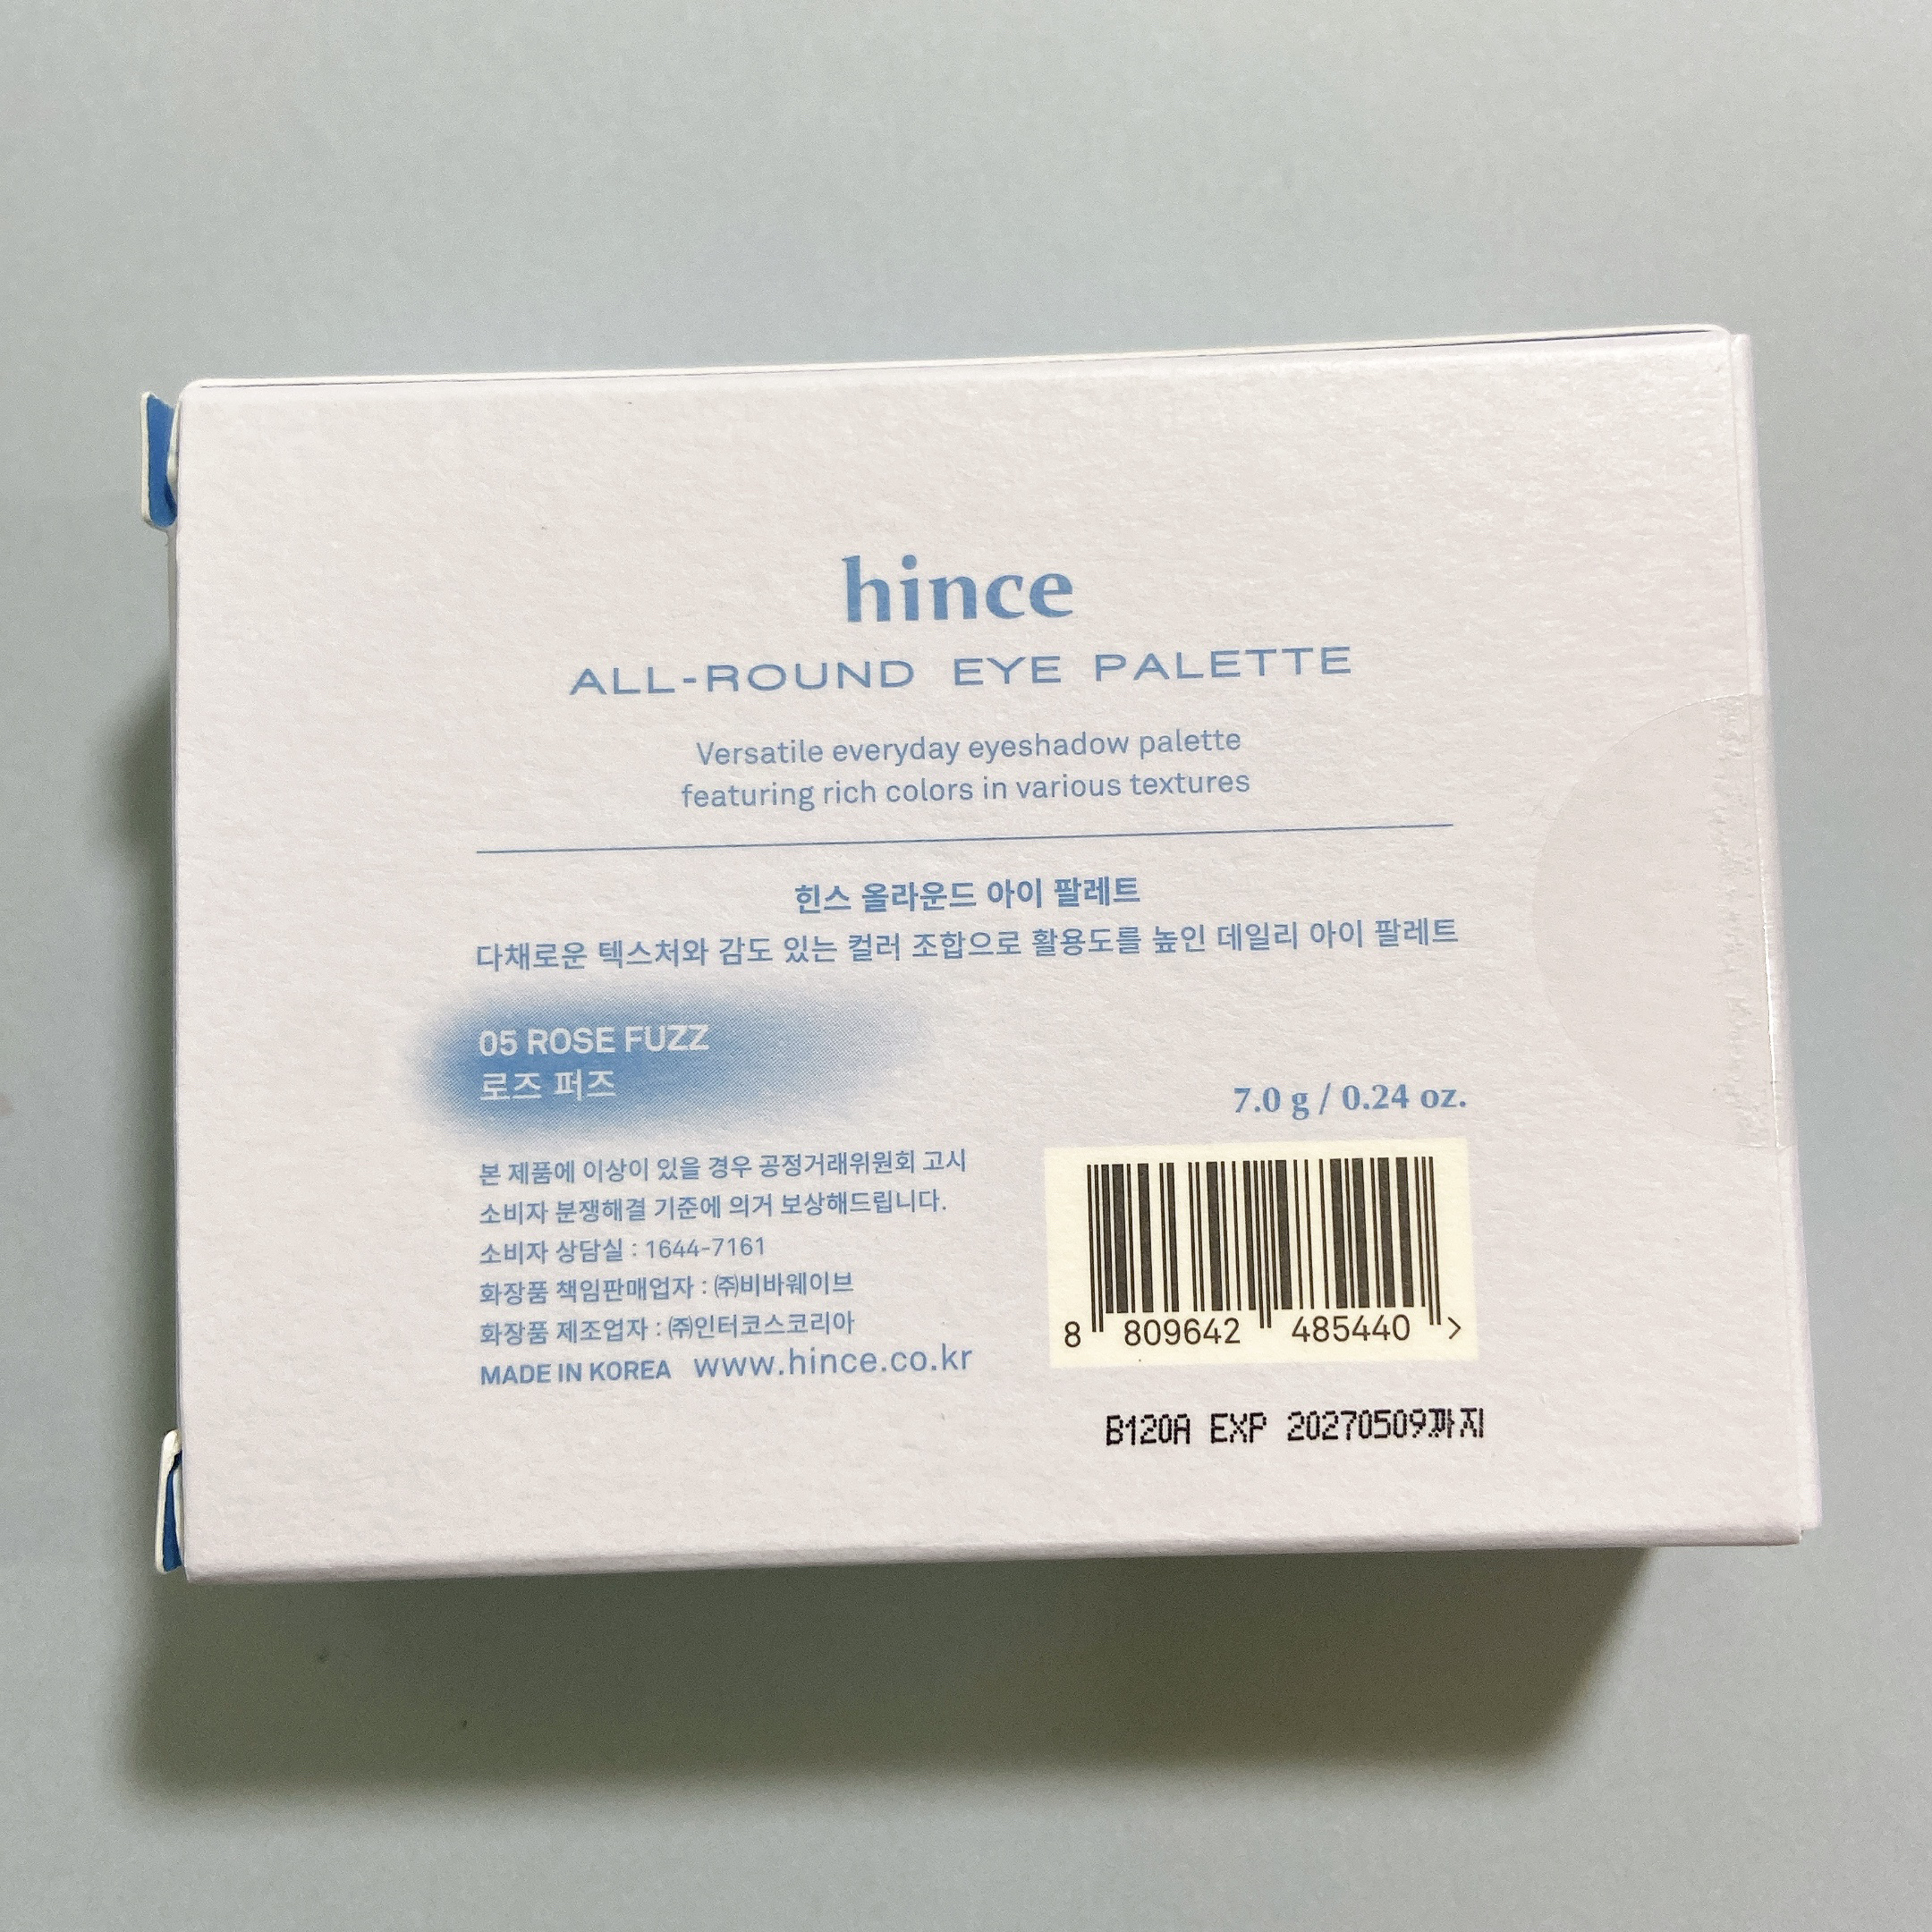 hince
ALL-ROUND EYE PALETTE
Versatile everyday eyeshadow palette
featuring rich colors in various textures
힌스 올라운드 아이 팔레트
다채로운 텍스처와 감도 있는 컬러 조합으로 활용도를 높인 데일리 아이 팔레트
05 ROSE FUZZ
로즈 퍼즈
7.0 g / 0.24 oz.
본 제품에 이상이 있을 경우 공정거래위원회 고시
소비자 분쟁해결 기준에 의거 보상해드립니다.
소비자 상담실 : 1644-7161
화장품 책임판매업자 : ㈜비바웨이브
화장품 제조업자 : ㈜인터코스코리아
MADE IN KOREA www.hince.co.kr
8 809642 485440 >
B120A EXP 20270509까지